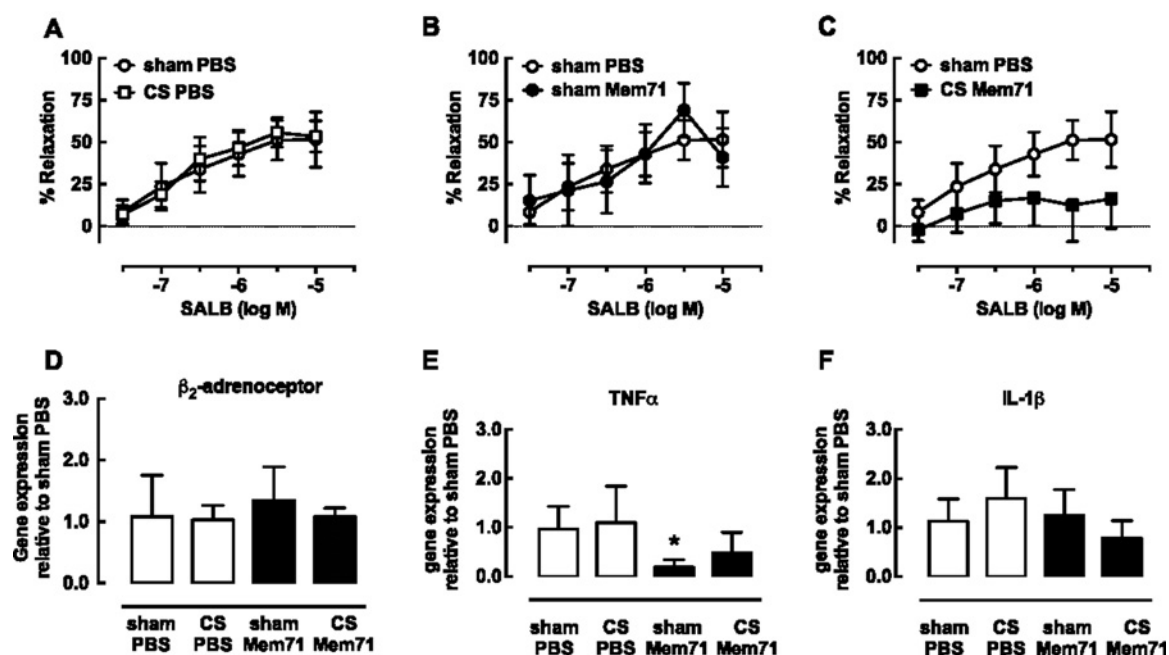 A
% Relaxation
100
75
50
25
0
sham PBS
CS PBS
-7
-6
-5
SALB (log M)
B
% Relaxation
100
75
50
25
0
sham PBS
sham Mem71
-7
-6
-5
SALB (log M)
C
% Relaxation
100
75
50
25
0
sham PBS
CS Mem71
-7
-6
-5
SALB (log M)
D
β₂-adrenoceptor
Gene expression
relative to sham PBS
3.0
2.0
1.0
0.0
sham
PBS
CS
PBS
sham
Mem71
CS
Mem71
E
TNFα
gene expression
relative to sham PBS
3.0
2.0
1.0
0.0
*
sham
PBS
CS
PBS
sham
Mem71
CS
Mem71
F
IL-1β
gene expression
relative to sham PBS
3.0
2.0
1.0
0.0
sham
PBS
CS
PBS
sham
Mem71
CS
Mem71